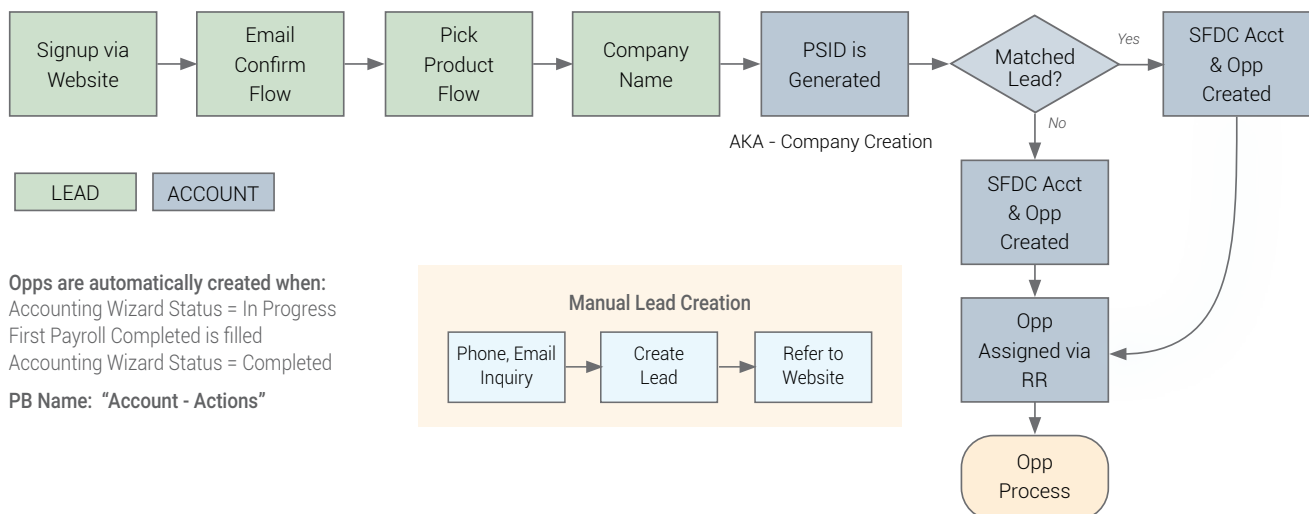 Signup via
Website
Email
Confirm
Flow
Pick
Product
Flow
Company
Name
PSID is
Generated
AKA - Company Creation
Matched
Lead?
Yes
No
SFDC Acct
& Opp
Created
SFDC Acct
& Opp
Created
LEAD
ACCOUNT
Opps are automatically created when:
Accounting Wizard Status = In Progress
First Payroll Completed is filled
Accounting Wizard Status = Completed
PB Name: “Account - Actions”
Manual Lead Creation
Phone, Email
Inquiry
Create
Lead
Refer to
Website
Opp
Assigned via
RR
Opp
Process